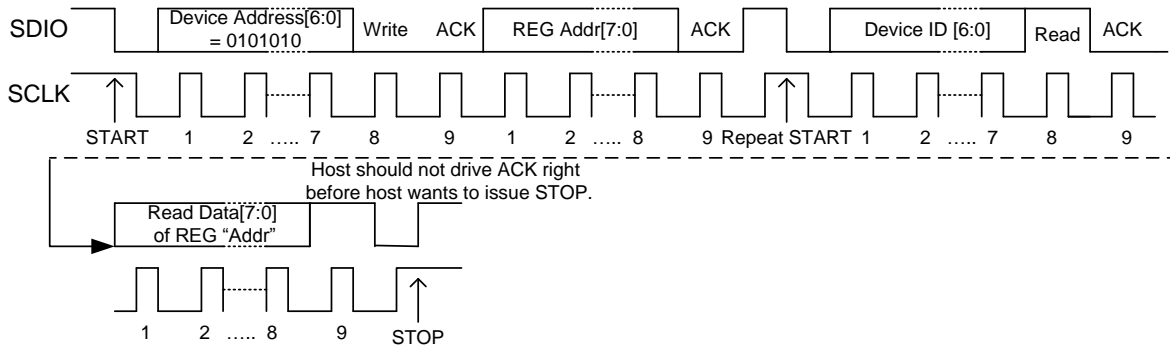 SDIO
Device Address[6:0]
= 0101010
Write
ACK
REG Addr[7:0]
ACK
Device ID [6:0]
Read
ACK
SCLK
START
1
2
.....
7
8
9
1
2
.....
8
9
Repeat START
1
2
.....
7
8
9
Host should not drive ACK right
before host wants to issue STOP.
Read Data[7:0]
of REG “Addr”
1
2
.....
8
9
STOP